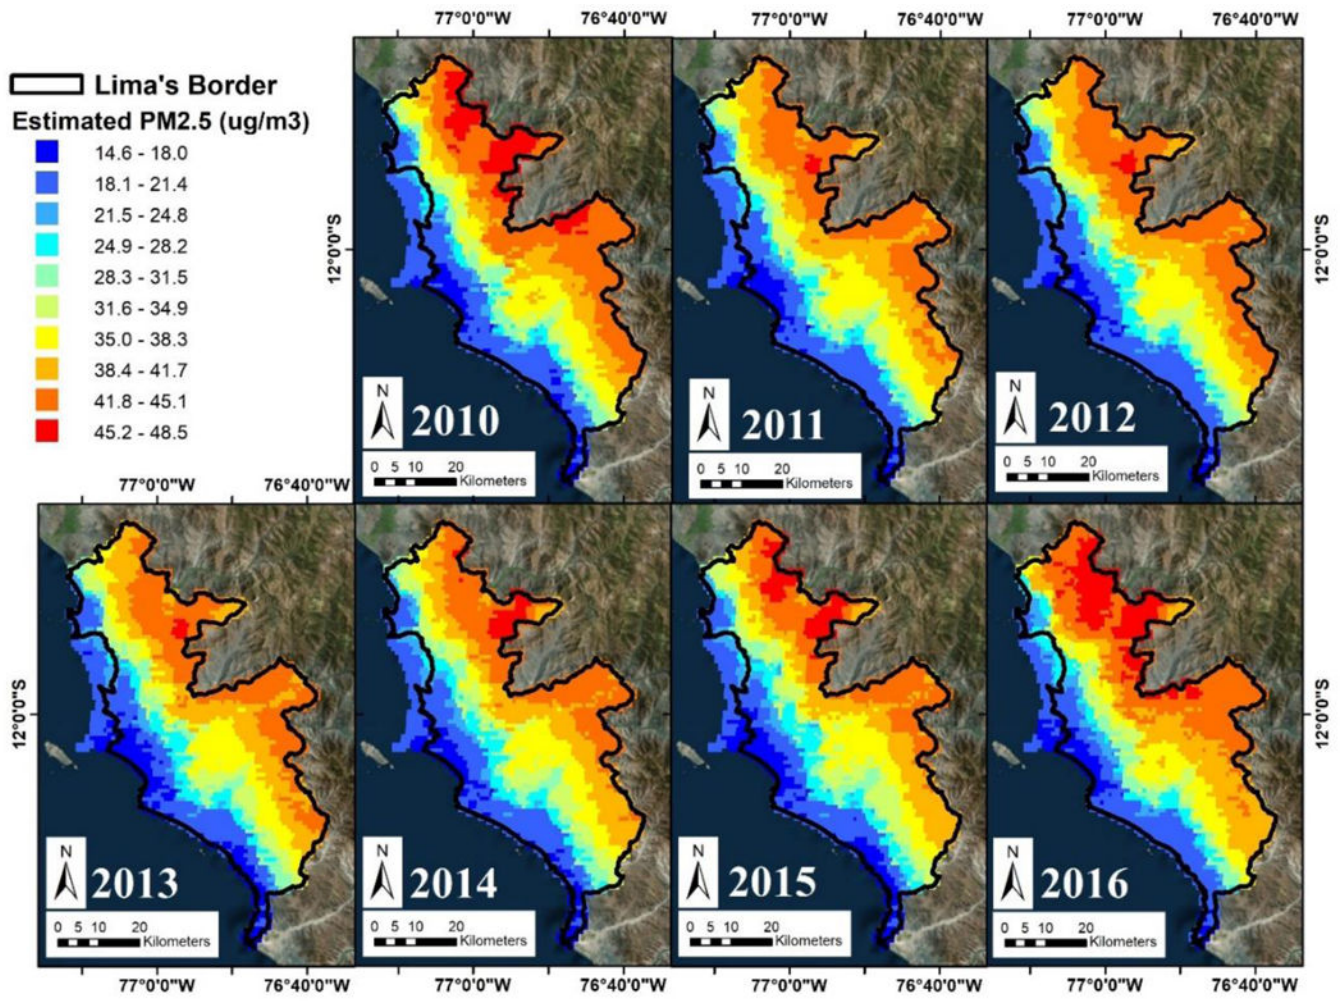 77°0'0"W 76°40'0"W 77°0'0"W 76°40'0"W 77°0'0"W 76°40'0"W
Lima's Border
Estimated PM2.5 (ug/m3)
14.6 - 18.0
18.1 - 21.4
21.5 - 24.8
24.9 - 28.2
28.3 - 31.5
31.6 - 34.9
35.0 - 38.3
38.4 - 41.7
41.8 - 45.1
45.2 - 48.5
12°0'0"S
12°0'0"S
N
2010
0 5 10 20
Kilometers
N
2011
0 5 10 20
Kilometers
N
2012
0 5 10 20
Kilometers
77°0'0"W 76°40'0"W
12°0'0"S
12°0'0"S
N
2013
0 5 10 20
Kilometers
N
2014
0 5 10 20
Kilometers
N
2015
0 5 10 20
Kilometers
N
2016
0 5 10 20
Kilometers
77°0'0"W 76°40'0"W 77°0'0"W 76°40'0"W 77°0'0"W 76°40'0"W 77°0'0"W 76°40'0"W